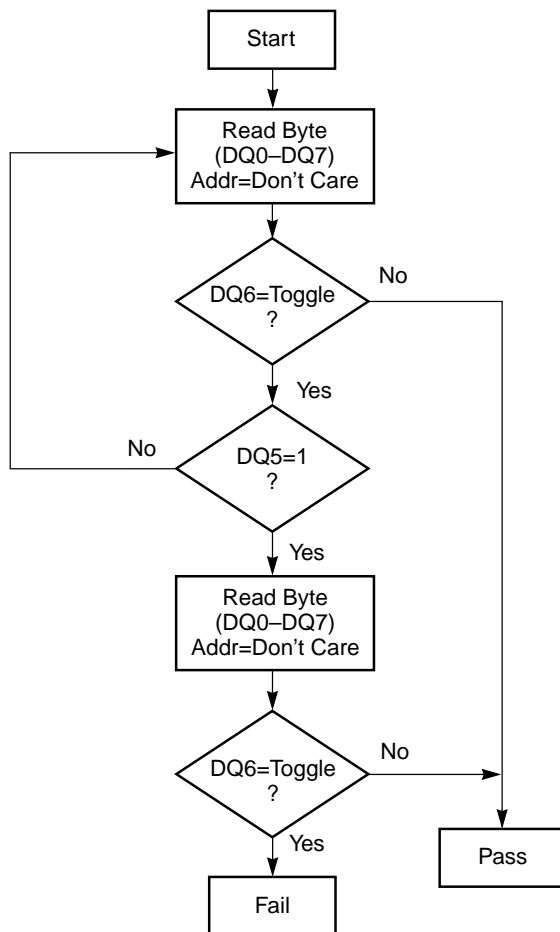 Start
Read Byte
(DQ0–DQ7)
Addr=Don't Care
DQ6=Toggle
?
No
Yes
No
DQ5=1
?
Yes
Read Byte
(DQ0–DQ7)
Addr=Don't Care
DQ6=Toggle
?
No
Yes
Pass
Fail